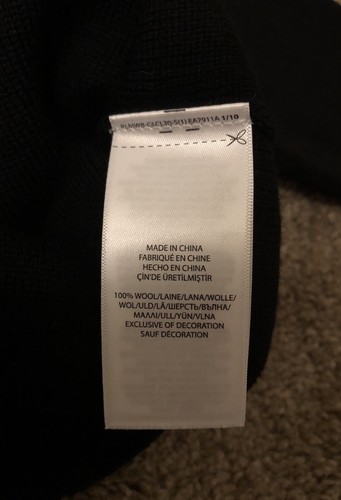 MADE IN CHINA
FABRIQUÉ EN CHINE
HECHO EN CHINA
ÇİN'DE ÜRETİLMİŞTİR
100% WOOL/LAINE/LANA/WOLLE/
WOL/ULD/LÃ/ШЕРСТЬ/ВЪЛНА/
ΜΑΛΛΙ/ULL/YÜN/VLNA
EXCLUSIVE OF DECORATION
SAUF DÉCORATION